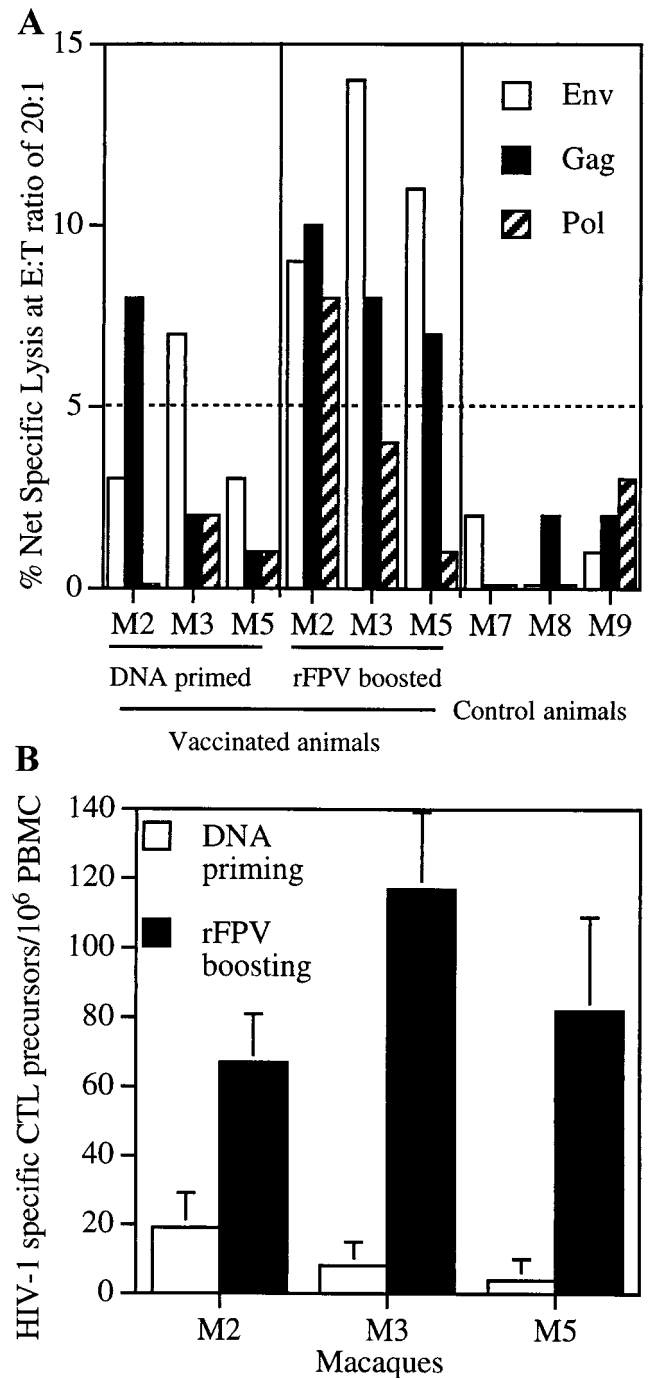 A
% Net Specific Lysis at E:T ratio of 20:1
15
10
5
0
Env
Gag
Pol
M2 M3 M5 M2 M3 M5 M7 M8 M9
DNA primed rFPV boosted
Control animals
Vaccinated animals
B
HIV-1 specific CTL precursors/10⁶ PBMC
140
120
100
80
60
40
20
0
DNA
priming
rFPV
boosting
M2 M3 M5
Macaques